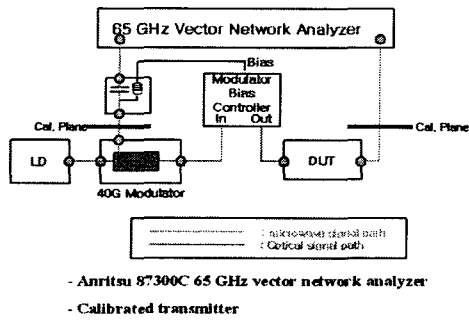 65 GHz Vector Network Analyzer
Bias
Modulator
Bias
Controller
In Out
Cal. Plane
Cal. Plane
LD
40G Modulator
DUT
: microwave signal path
: Optical signal path
- Anritsu 87300C 65 GHz vector network analyzer
- Calibrated transmitter